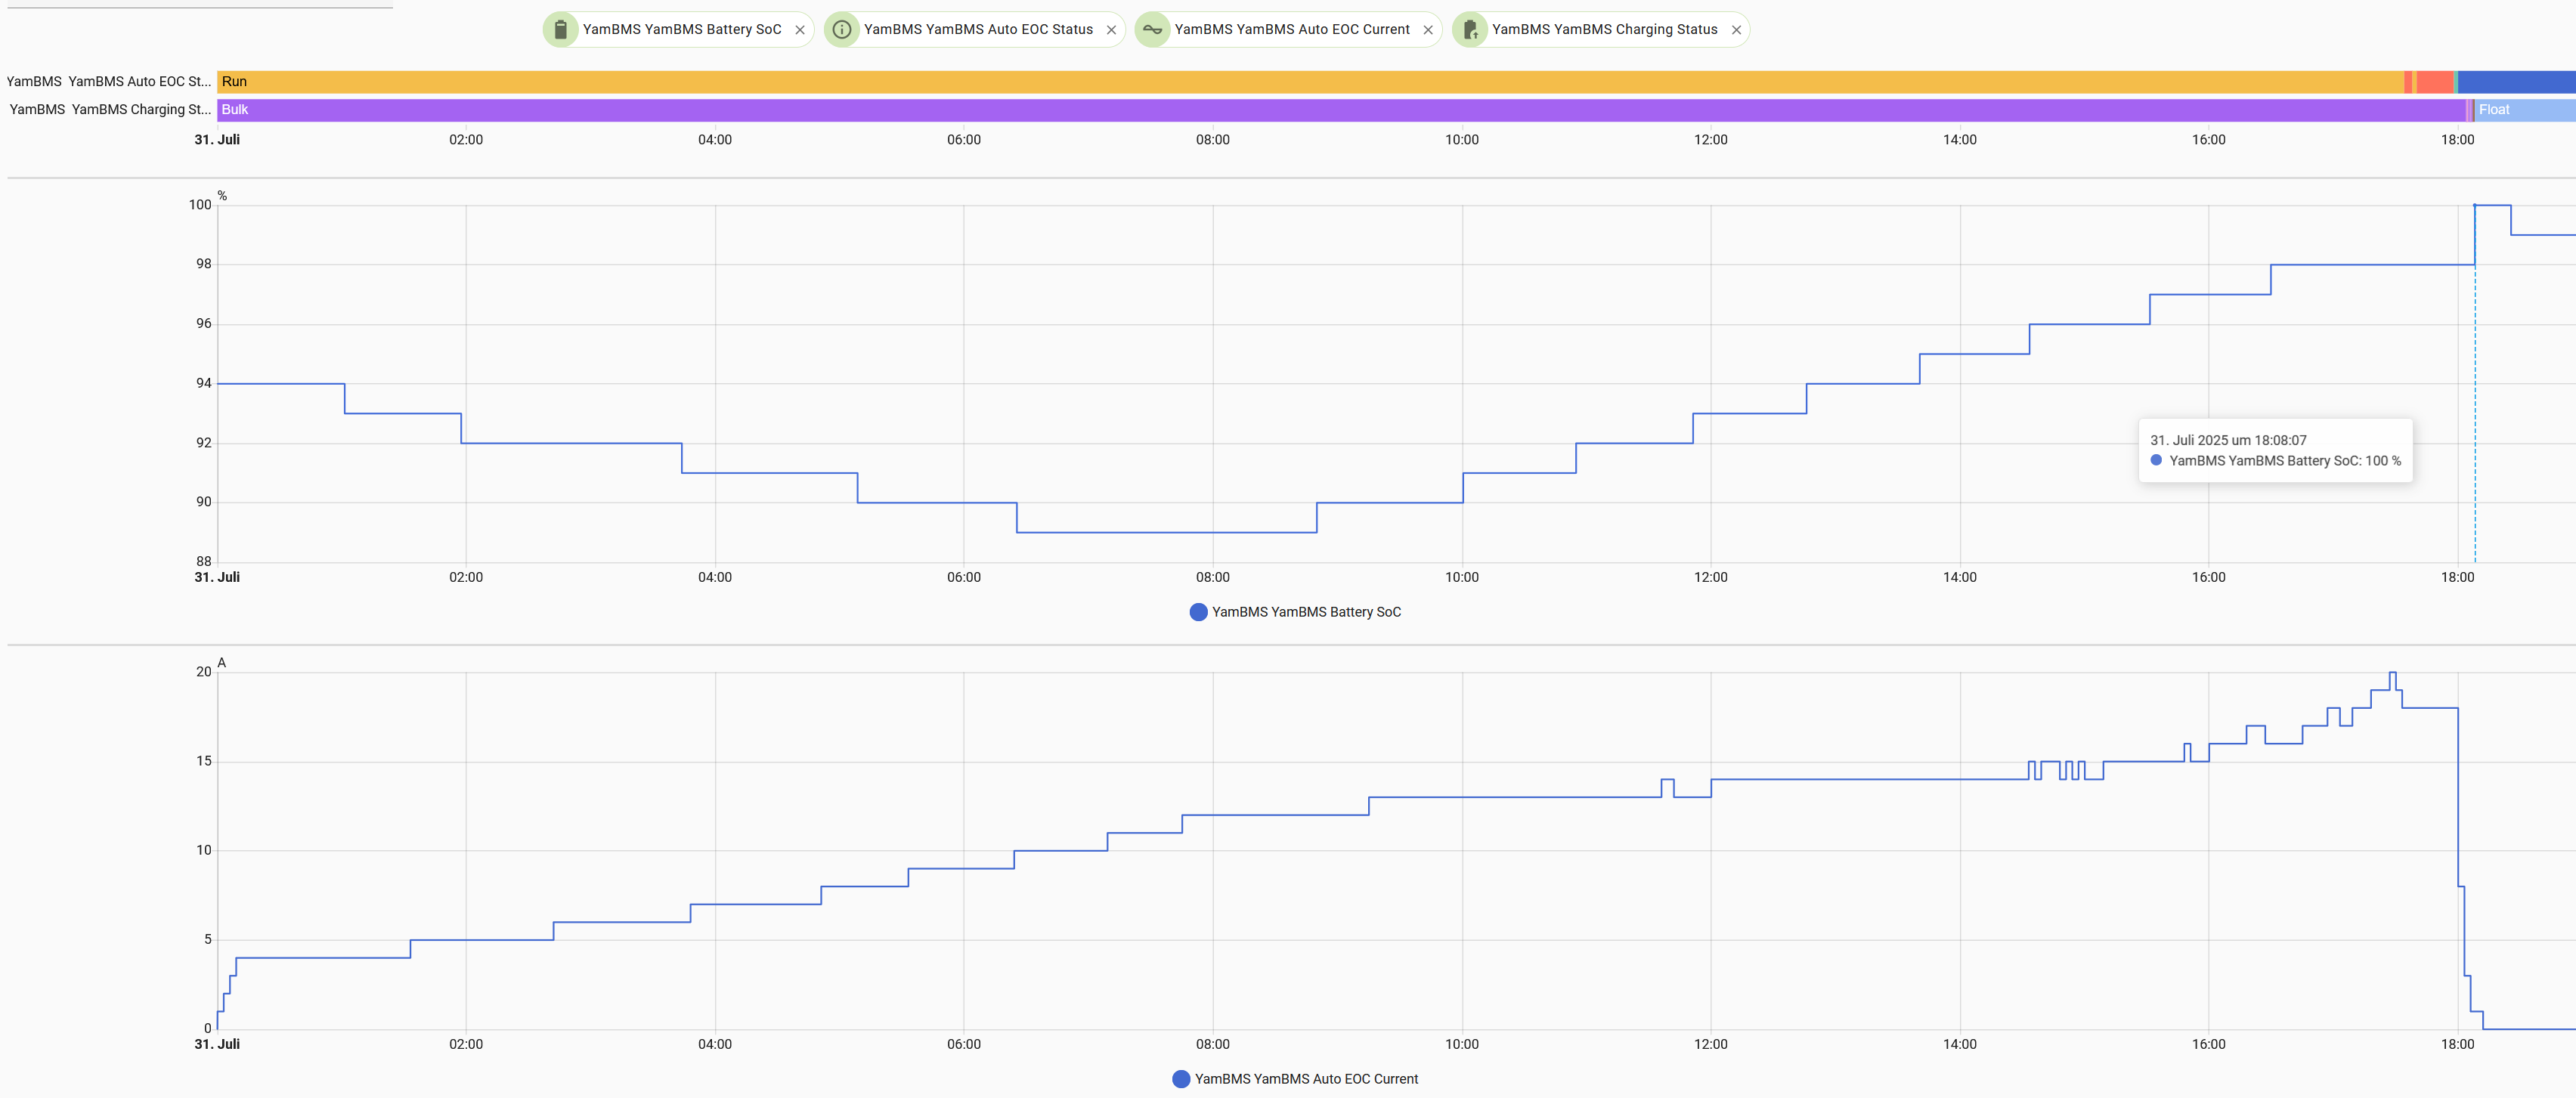 YamBMS YamBMS Battery SoC
YamBMS YamBMS Auto EOC Status
YamBMS YamBMS Auto EOC Current
YamBMS YamBMS Charging Status
YamBMS YamBMS Auto EOC St...
Run
YamBMS YamBMS Charging St...
Bulk
Float
31. Juli 02:00 04:00 06:00 08:00 10:00 12:00 14:00 16:00 18:00
%
100
98
96
94
92
90
88
31. Juli 2025 um 18:08:07
YamBMS YamBMS Battery SoC: 100 %
31. Juli 02:00 04:00 06:00 08:00 10:00 12:00 14:00 16:00 18:00
YamBMS YamBMS Battery SoC
A
20
15
10
5
0
31. Juli 02:00 04:00 06:00 08:00 10:00 12:00 14:00 16:00 18:00
YamBMS YamBMS Auto EOC Current